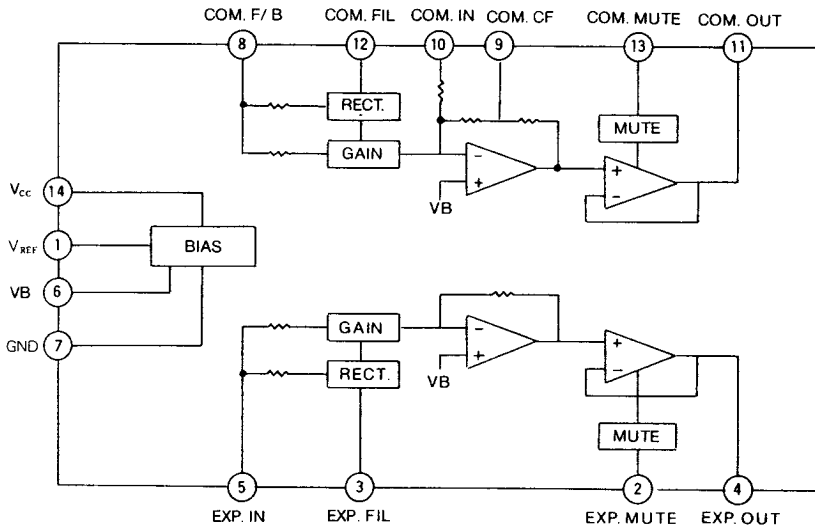 COM. F/B COM. FIL COM. IN COM. CF COM. MUTE COM. OUT
8 12 10 9 13 11
RECT.
MUTE
GAIN
− +
+ −
VB
Vcc 14
VREF 1 BIAS
VB 6
GND 7
GAIN
− +
+ −
RECT.
VB
MUTE
5 3 2 4
EXP. IN EXP. FIL EXP. MUTE EXP. OUT